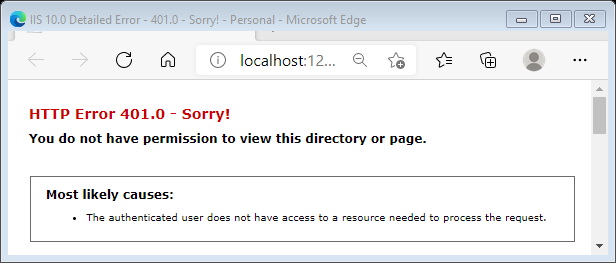 IIS 10.0 Detailed Error - 401.0 - Sorry! - Personal - Microsoft Edge
localhost:12...
HTTP Error 401.0 - Sorry!
You do not have permission to view this directory or page.
Most likely causes:
• The authenticated user does not have access to a resource needed to process the request.